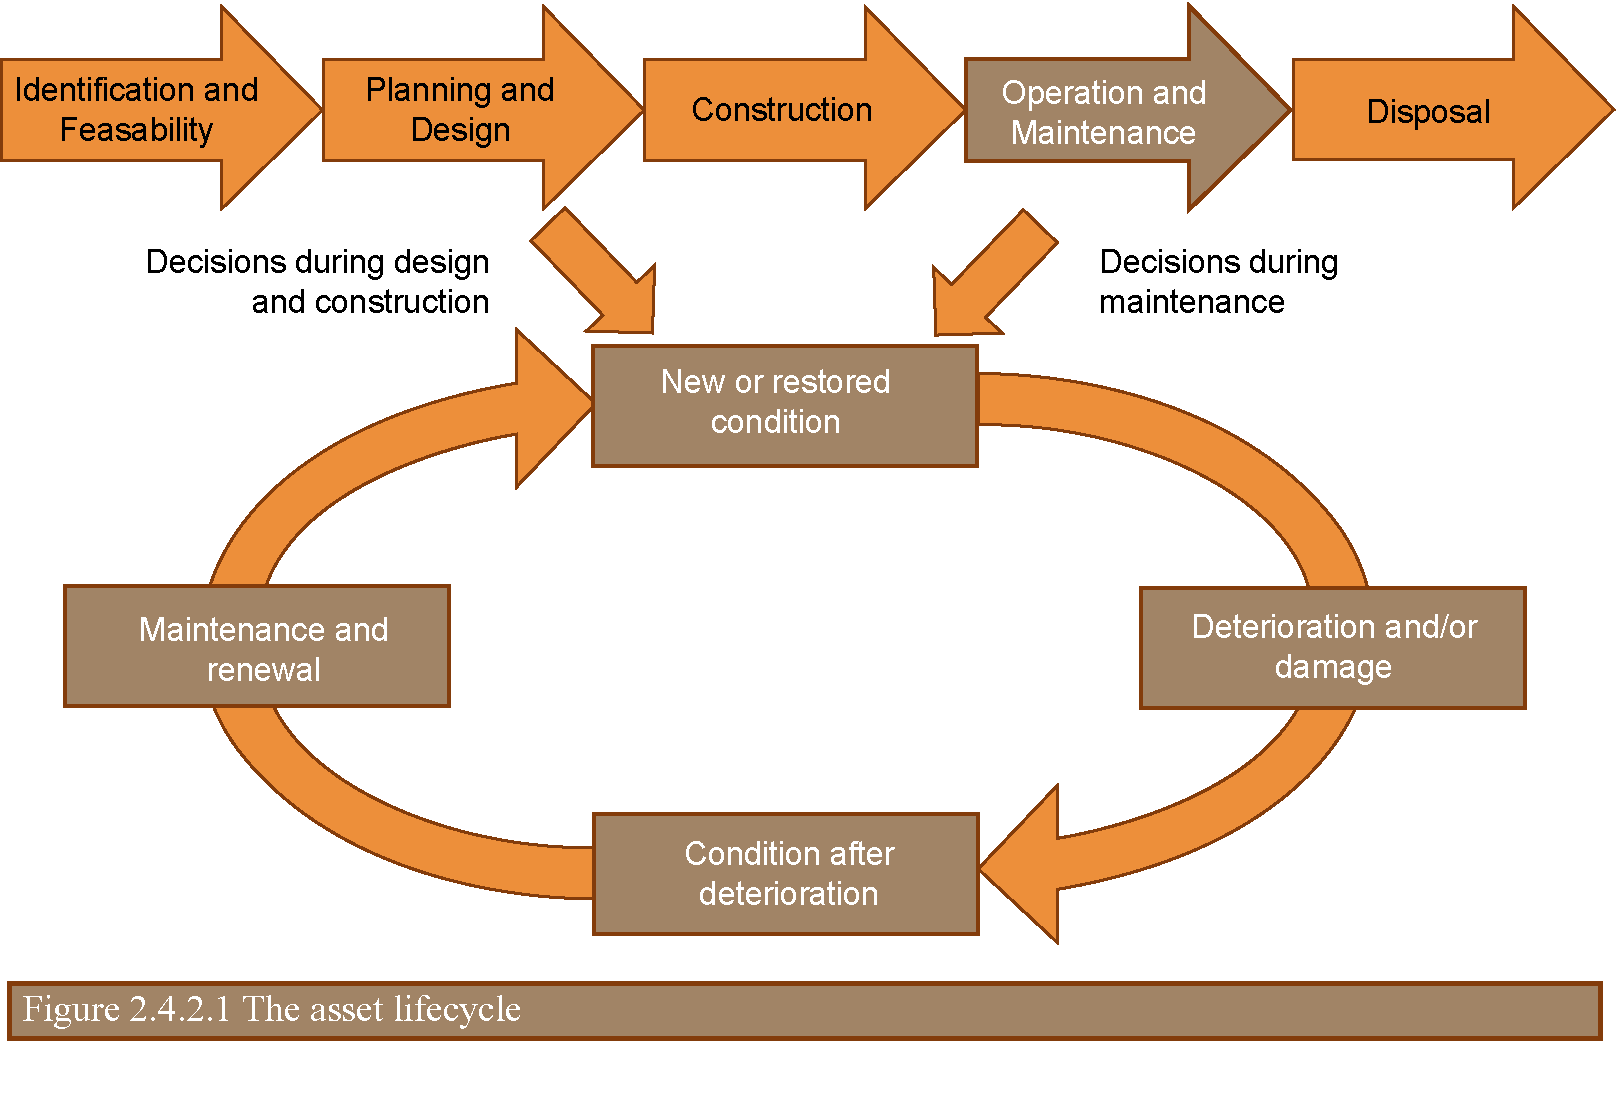 Identification and
Feasability
Planning and
Design
Construction
Operation and
Maintenance
Disposal
Decisions during design
and construction
Decisions during
maintenance
New or restored
condition
Maintenance and
renewal
Deterioration and/or
damage
Condition after
deterioration
Figure 2.4.2.1 The asset lifecycle